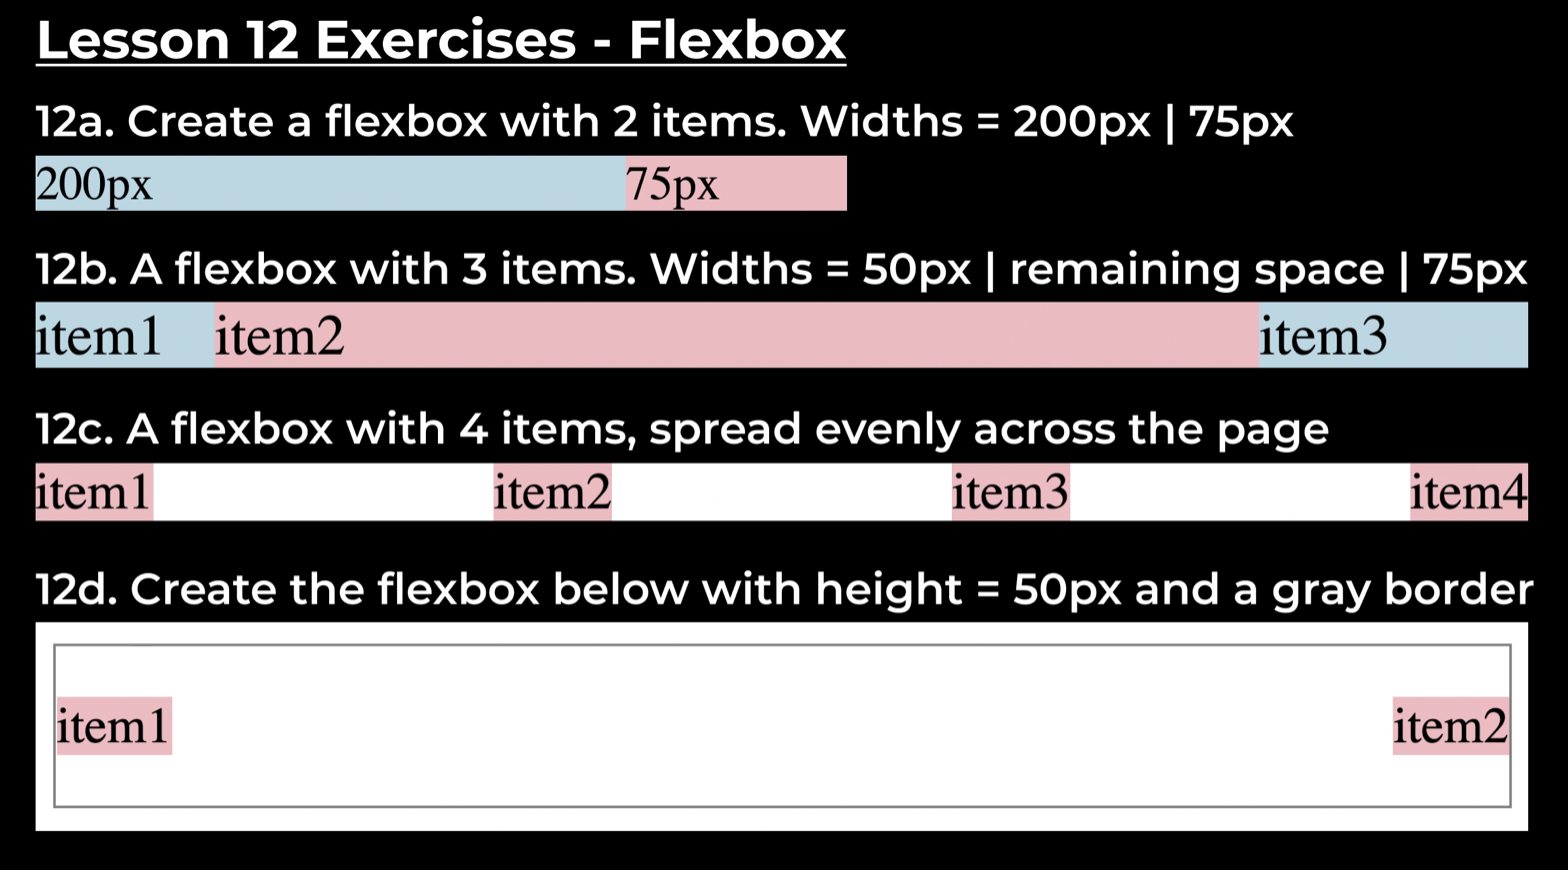 Lesson 12 Exercises - Flexbox
12a. Create a flexbox with 2 items. Widths = 200px | 75px
200px 75px
12b. A flexbox with 3 items. Widths = 50px | remaining space | 75px
item1 item2 item3
12c. A flexbox with 4 items, spread evenly across the page
item1 item2 item3 item4
12d. Create the flexbox below with height = 50px and a gray border
item1 item2